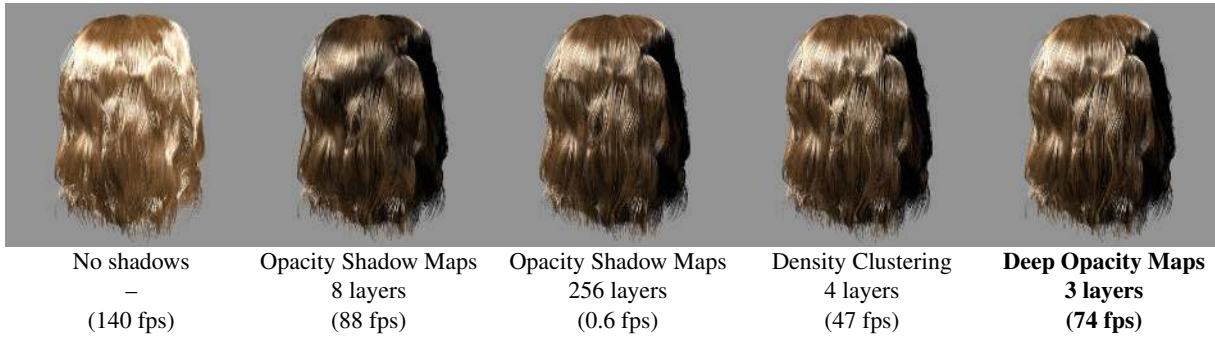 No shadows
–
(140 fps)
Opacity Shadow Maps
8 layers
(88 fps)
Opacity Shadow Maps
256 layers
(0.6 fps)
Density Clustering
4 layers
(47 fps)
Deep Opacity Maps
3 layers
(74 fps)